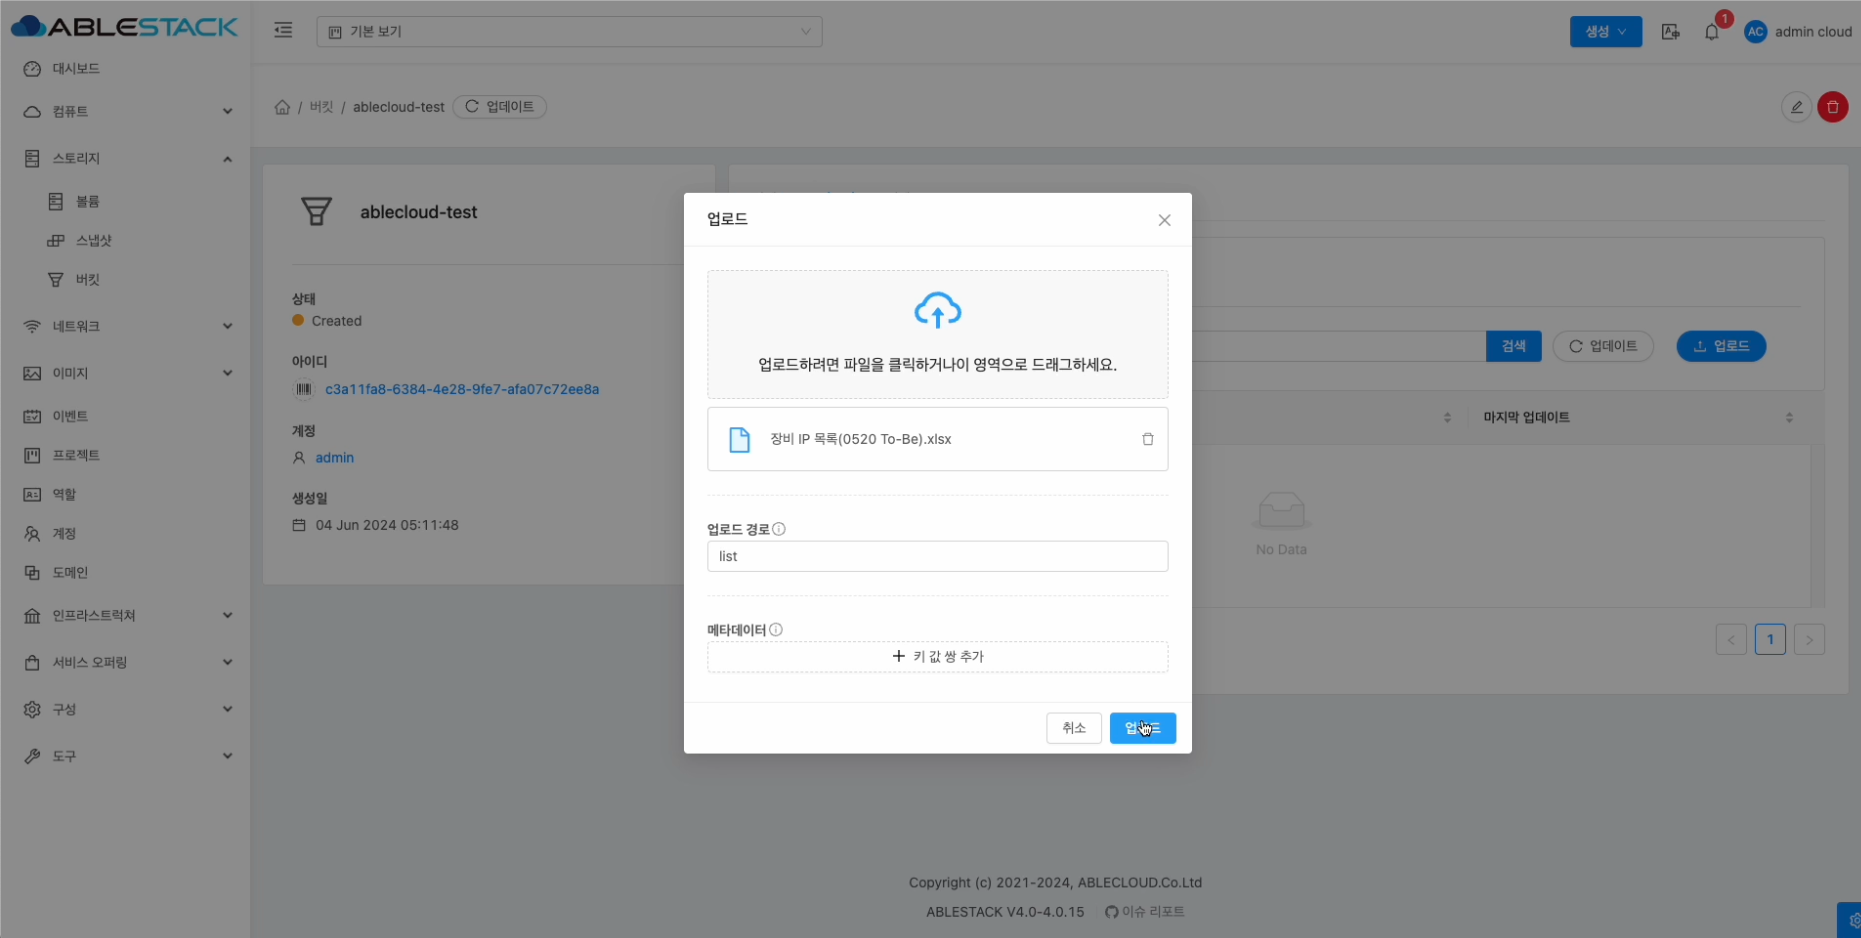 ABLESTACK
기본 보기
생성
1
AC
admin cloud
대시보드
컴퓨트
스토리지
볼륨
스냅샷
버킷
네트워크
이미지
이벤트
프로젝트
역할
계정
도메인
인프라스트럭쳐
서비스 오퍼링
구성
도구
/ 버킷 / ablecloud-test
업데이트
ablecloud-test
상태
Created
아이디
c3a11fa8-6384-4e28-9fe7-afa07c72ee8a
계정
admin
생성일
04 Jun 2024 05:11:48
업로드
업로드하려면 파일을 클릭하거나이 영역으로 드래그하세요.
장비 IP 목록(0520 To-Be).xlsx
업로드 경로
list
메타데이터
+ 키 값 쌍 추가
취소
검색
업데이트
업로드
마지막 업데이트
No Data
< 1 >
Copyright (c) 2021-2024, ABLECLOUD.Co.Ltd
ABLESTACK V4.0-4.0.15
이슈 리포트